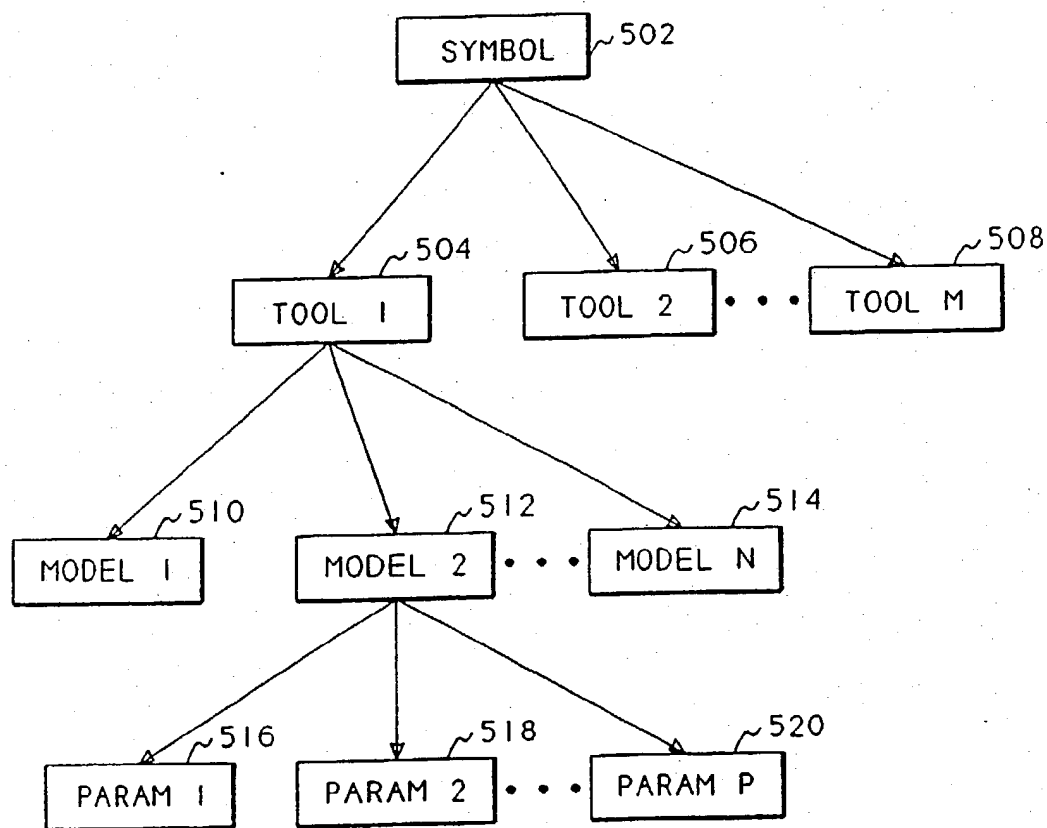 SYMBOL
502
504
506
508
TOOL 1
TOOL 2
TOOL M
510
512
514
MODEL 1
MODEL 2
MODEL N
516
518
520
PARAM 1
PARAM 2
PARAM P